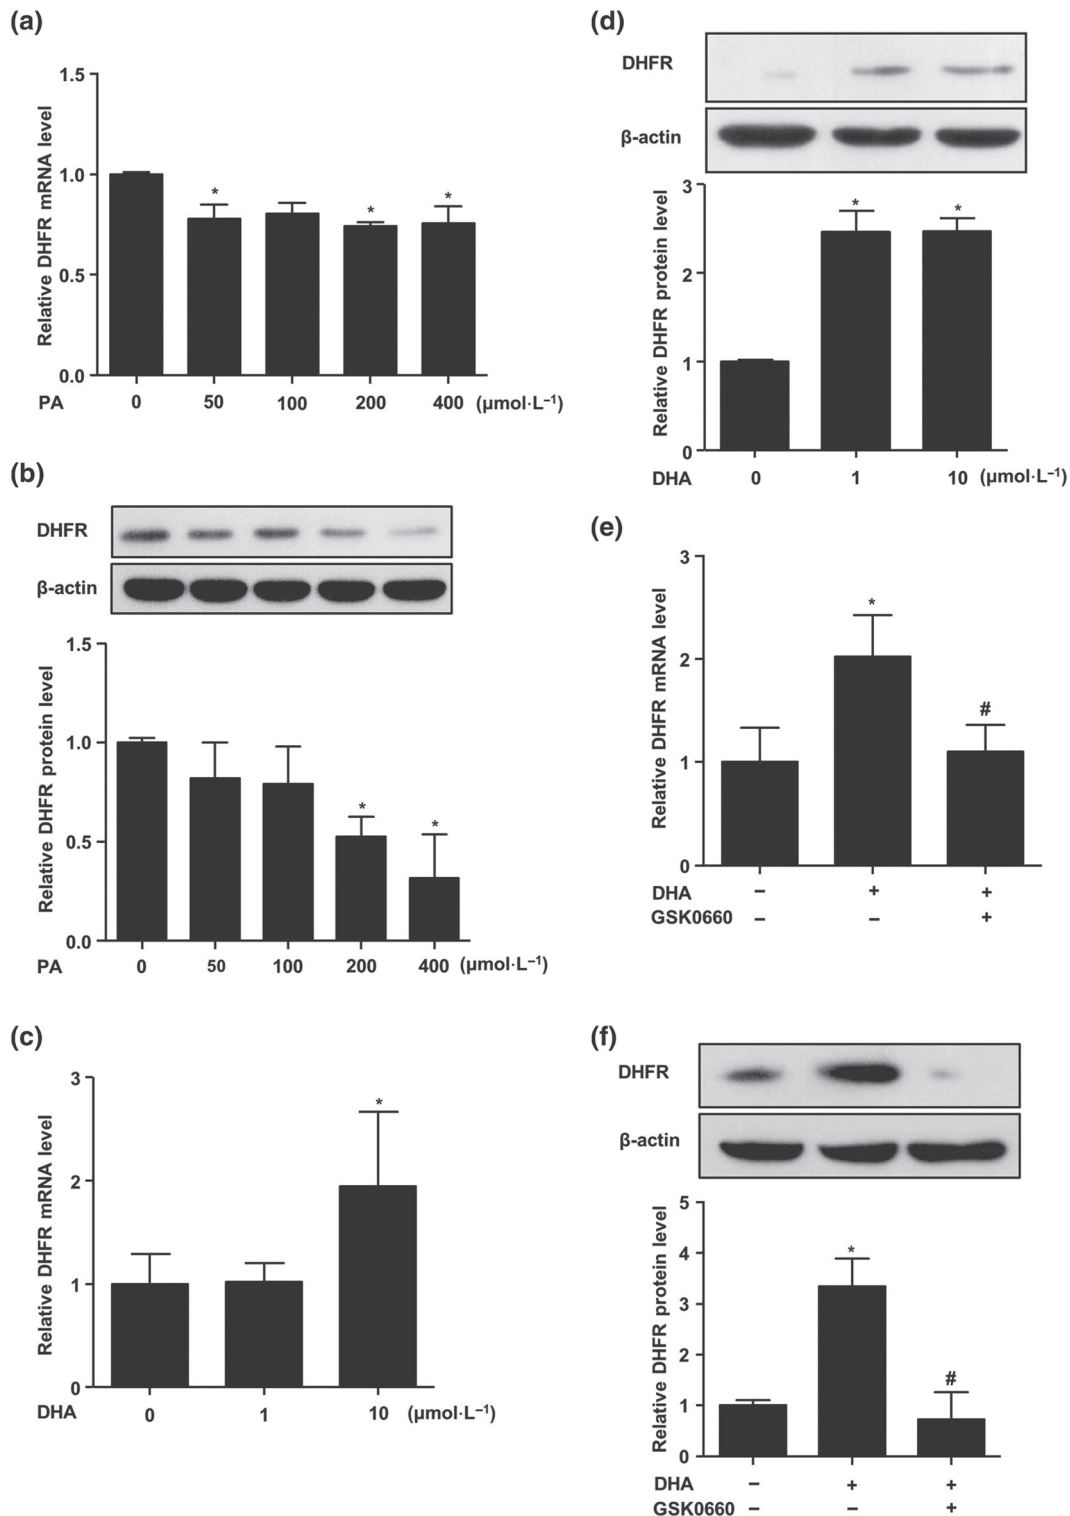 (a)
Relative DHFR mRNA level
1.5
1.0
0.5
0.0
* * *
PA 0 50 100 200 400 (μmol·L⁻¹)
(b)
DHFR
β-actin
Relative DHFR protein level
1.5
1.0
0.5
0.0
* *
PA 0 50 100 200 400 (μmol·L⁻¹)
(c)
Relative DHFR mRNA level
3
2
1
0
*
DHA 0 1 10 (μmol·L⁻¹)
(d)
DHFR
β-actin
Relative DHFR protein level
3
2
1
0
* *
DHA 0 1 10 (μmol·L⁻¹)
(e)
Relative DHFR mRNA level
3
2
1
0
* #
DHA − + +
GSK0660 − − +
(f)
DHFR
β-actin
Relative DHFR protein level
5
4
3
2
1
0
* #
DHA − + +
GSK0660 − − +